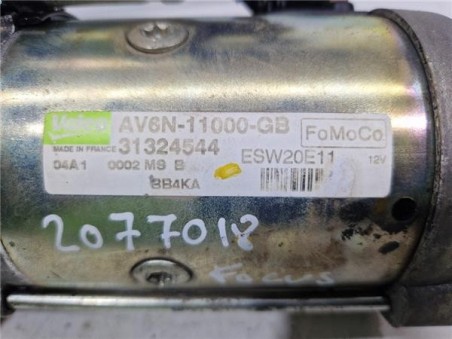 Valeo
AV6N-11000-GB
FoMoCo
MADE IN FRANCE
31324544
ESW20E11
12V
04A1 0002 MS B
BB4KA
2077018
Focus